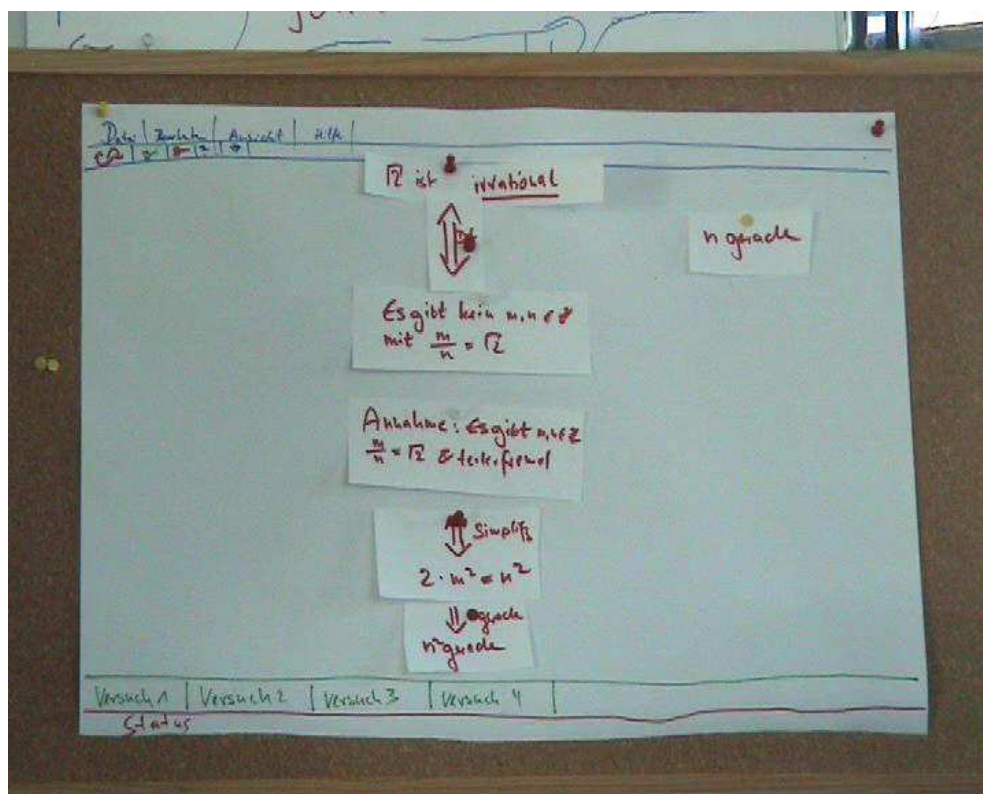 Datei | Bearbeiten | Ansicht | Hilfe |
√2 ist irrational
n gerade
Es gibt kein m,n ∈ Z
mit m/n = √2
Annahme: Es gibt m,n ∈ Z
m/n = √2 & teilerfremd
Simplify
2 · m² = n²
gerade
n² gerade
Versuch 1 | Versuch 2 | Versuch 3 | Versuch 4 |
Status